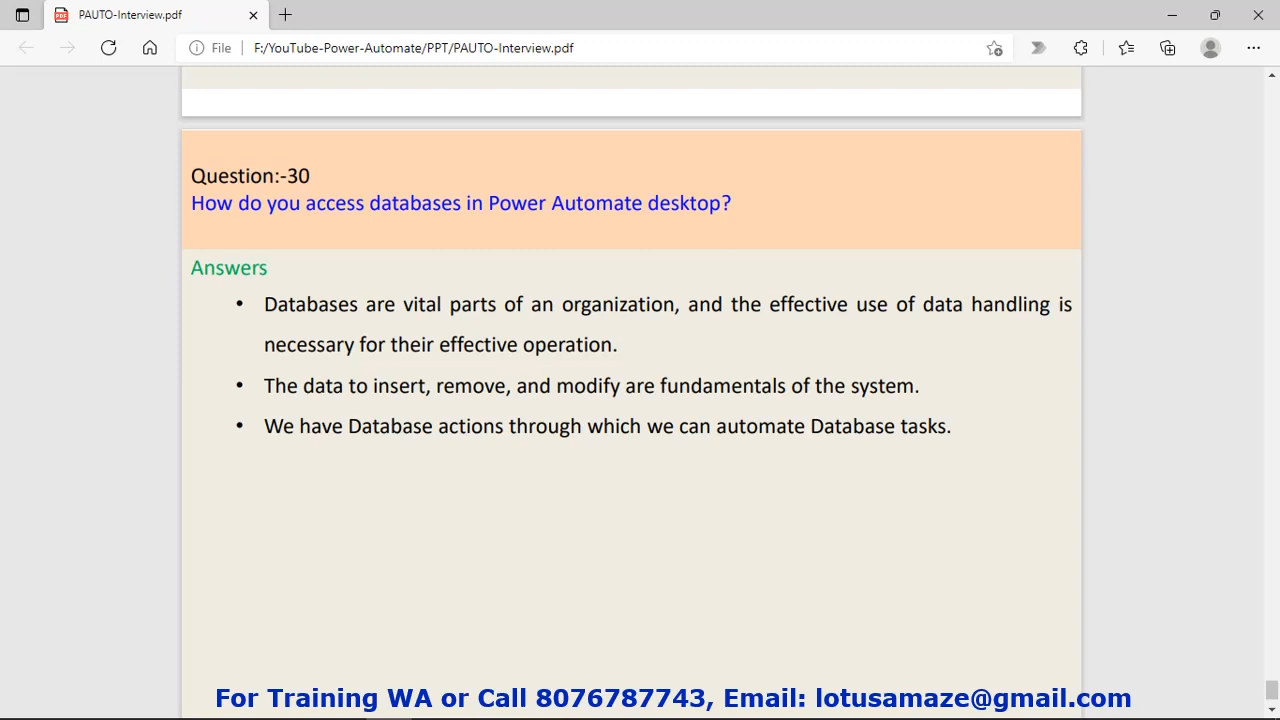 PAUTO-Interview.pdf
File F:/YouTube-Power-Automate/PPT/PAUTO-Interview.pdf
Question:-30
How do you access databases in Power Automate desktop?
Answers
• Databases are vital parts of an organization, and the effective use of data handling is
necessary for their effective operation.
• The data to insert, remove, and modify are fundamentals of the system.
• We have Database actions through which we can automate Database tasks.
For Training WA or Call 8076787743, Email: lotusamaze@gmail.com